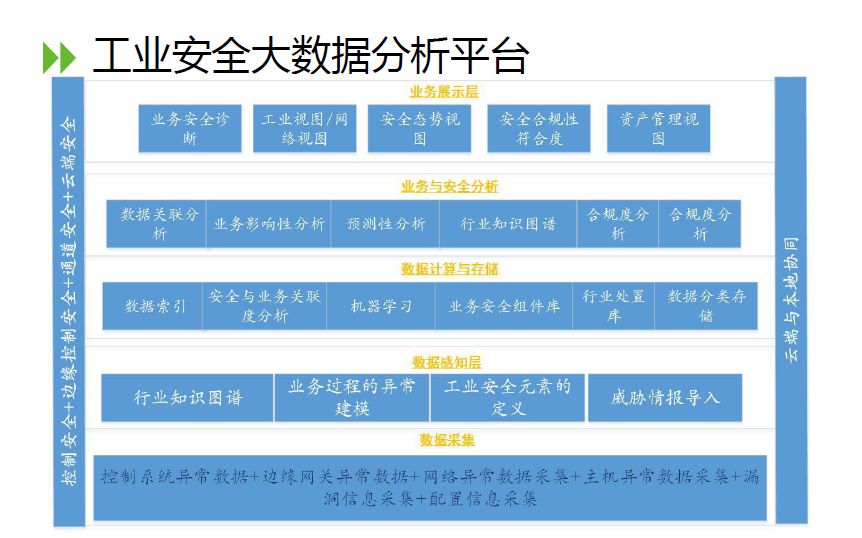 工业安全大数据分析平台
控制安全+边缘控制安全+通道安全+云端安全
业务展示层
业务安全诊
断
工业视图/网
络视图
安全态势视
图
安全合规性
符合度
资产管理视
图
业务与安全分析
数据关联分
析
业务影响性分析
预测性分析
行业知识图谱
合规度分
析
合规度分
析
数据计算与存储
数据索引
安全与业务关联
度分析
机器学习
业务安全组件库
行业处置
库
数据分类存
储
数据感知层
行业知识图谱
业务过程的异常
建模
工业安全元素的
定义
威胁情报导入
数据采集
控制系统异常数据+边缘网关异常数据+网络异常数据采集+主机异常数据采集+漏
洞信息采集+配置信息采集
云端与本地协同